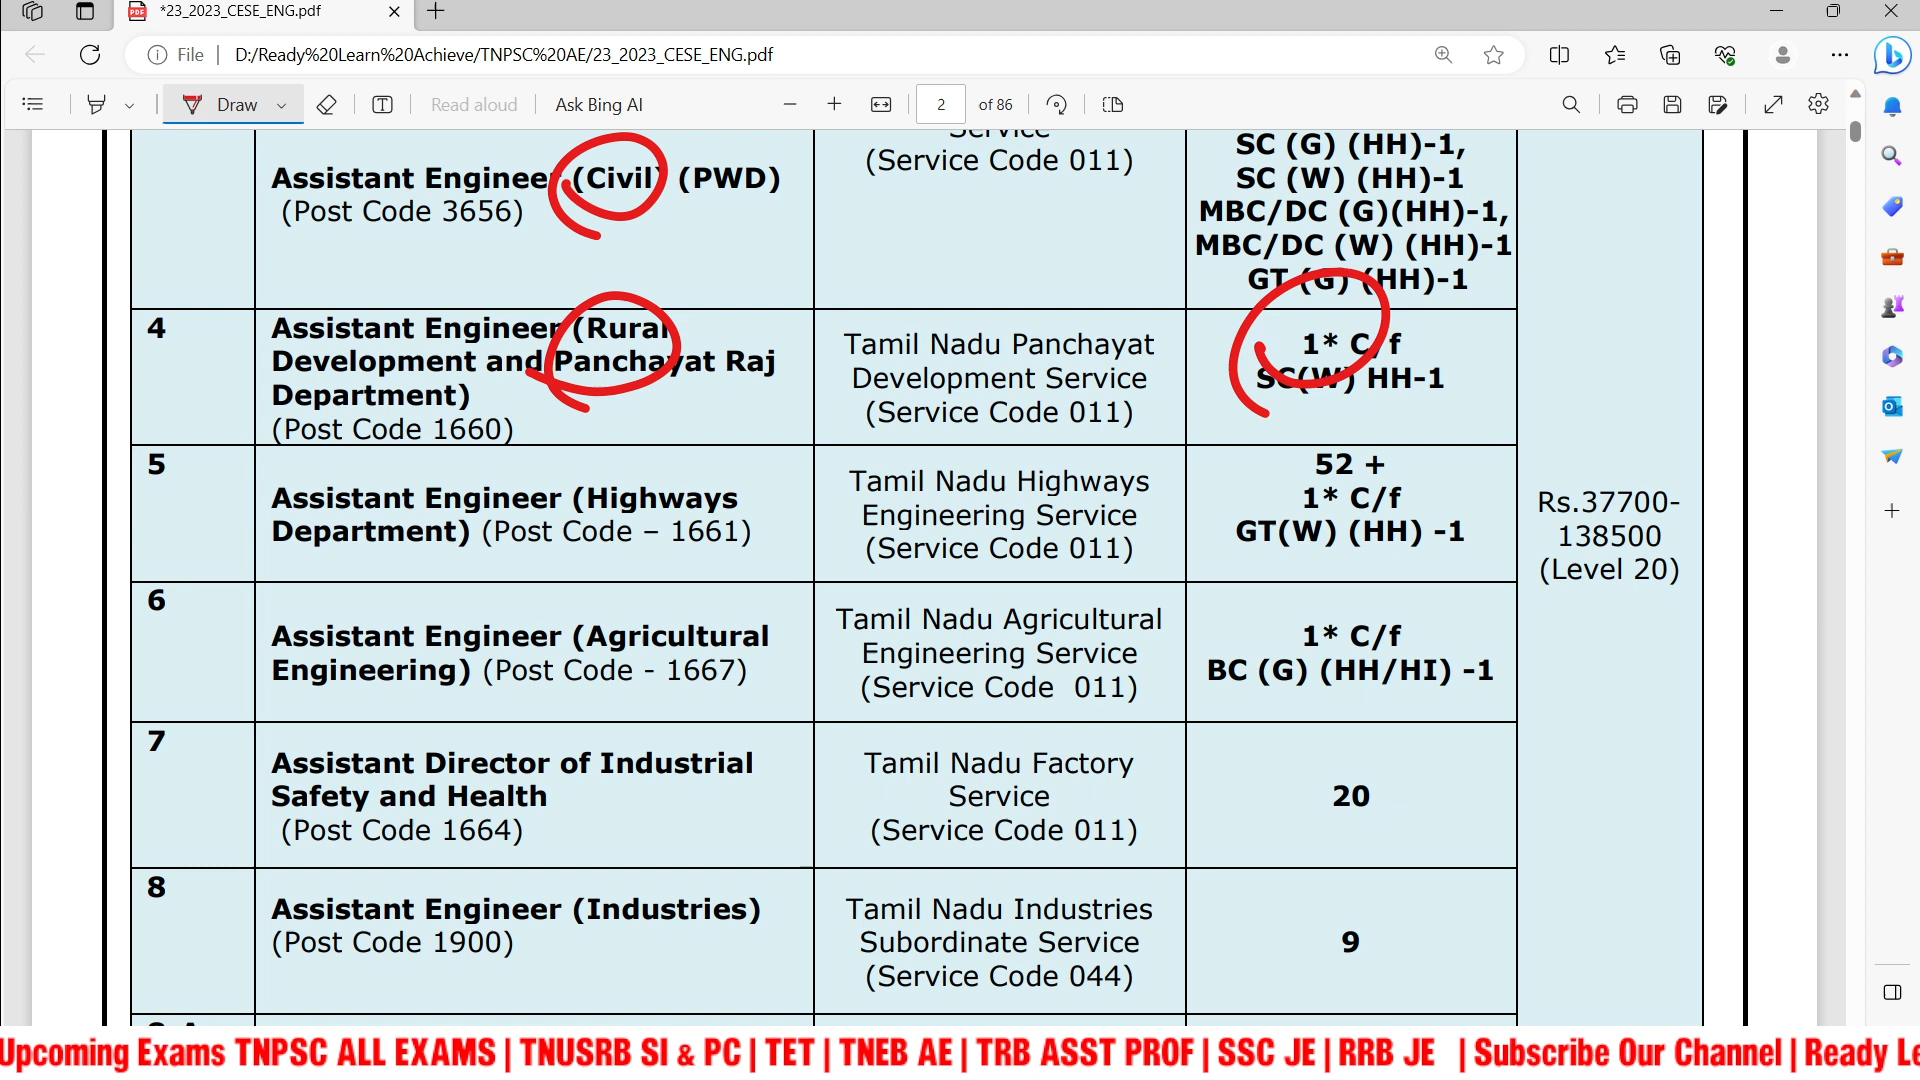 *23_2023_CESE_ENG.pdf
File
D:/Ready%20Learn%20Achieve/TNPSC%20AE/23_2023_CESE_ENG.pdf
Draw
Read aloud
Ask Bing AI
2 of 86
Service
(Service Code 011)
Assistant Engineer (Civil) (PWD)
(Post Code 3656)
SC (G) (HH)-1,
SC (W) (HH)-1
MBC/DC (G)(HH)-1,
MBC/DC (W) (HH)-1
GT (G) (HH)-1
4
Assistant Engineer (Rural
Development and Panchayat Raj
Department)
(Post Code 1660)
Tamil Nadu Panchayat
Development Service
(Service Code 011)
1* C/f
SC(W) HH-1
5
Assistant Engineer (Highways
Department) (Post Code – 1661)
Tamil Nadu Highways
Engineering Service
(Service Code 011)
52 +
1* C/f
GT(W) (HH) -1
Rs.37700-
138500
(Level 20)
6
Assistant Engineer (Agricultural
Engineering) (Post Code - 1667)
Tamil Nadu Agricultural
Engineering Service
(Service Code 011)
1* C/f
BC (G) (HH/HI) -1
7
Assistant Director of Industrial
Safety and Health
(Post Code 1664)
Tamil Nadu Factory
Service
(Service Code 011)
20
8
Assistant Engineer (Industries)
(Post Code 1900)
Tamil Nadu Industries
Subordinate Service
(Service Code 044)
9
Upcoming Exams TNPSC ALL EXAMS | TNUSRB SI & PC | TET | TNEB AE | TRB ASST PROF | SSC JE | RRB JE | Subscribe Our Channel | Ready Le